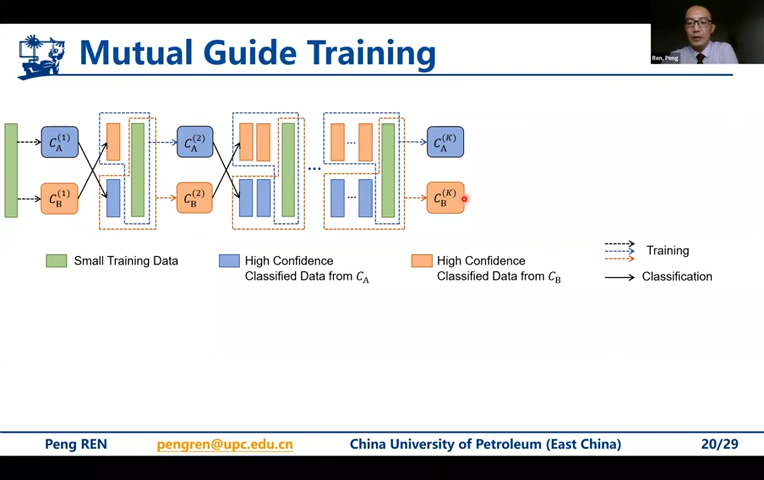 Mutual Guide Training
Ren, Peng
C_A^(1)
C_A^(2)
C_A^(K)
...
...
...
...
C_B^(1)
C_B^(2)
C_B^(K)
Small Training Data
High Confidence
Classified Data from C_A
High Confidence
Classified Data from C_B
Training
Classification
Peng REN
pengren@upc.edu.cn
China University of Petroleum (East China)
20/29